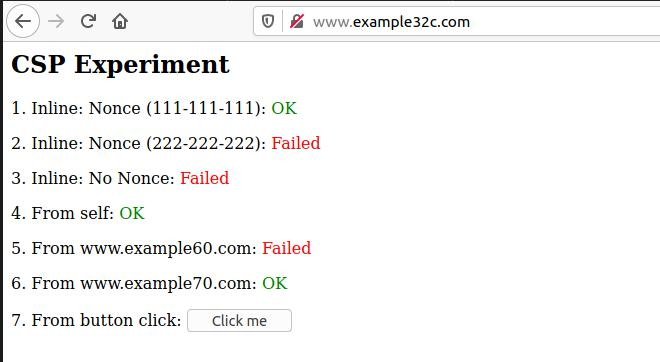 www.example32c.com
CSP Experiment
1. Inline: Nonce (111-111-111): OK
2. Inline: Nonce (222-222-222): Failed
3. Inline: No Nonce: Failed
4. From self: OK
5. From www.example60.com: Failed
6. From www.example70.com: OK
7. From button click: Click me